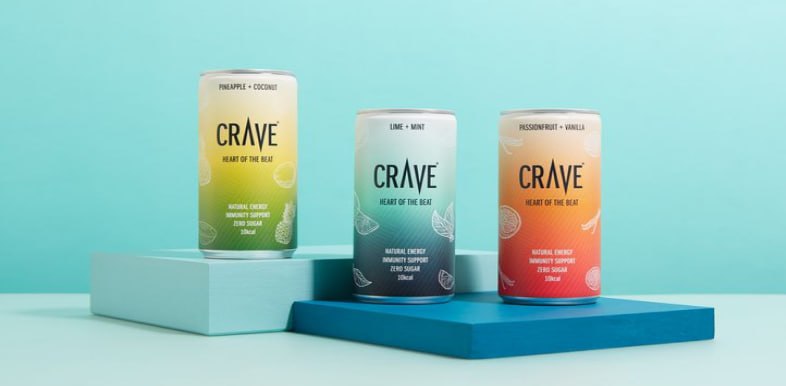 PINEAPPLE + COCONUT
CRAVE
HEART OF THE BEAT
NATURAL ENERGY
IMMUNITY SUPPORT
ZERO SUGAR
10kcal
LIME + MINT
CRAVE
HEART OF THE BEAT
NATURAL ENERGY
IMMUNITY SUPPORT
ZERO SUGAR
10kcal
PASSIONFRUIT + VANILLA
CRAVE
HEART OF THE BEAT
NATURAL ENERGY
IMMUNITY SUPPORT
ZERO SUGAR
10kcal